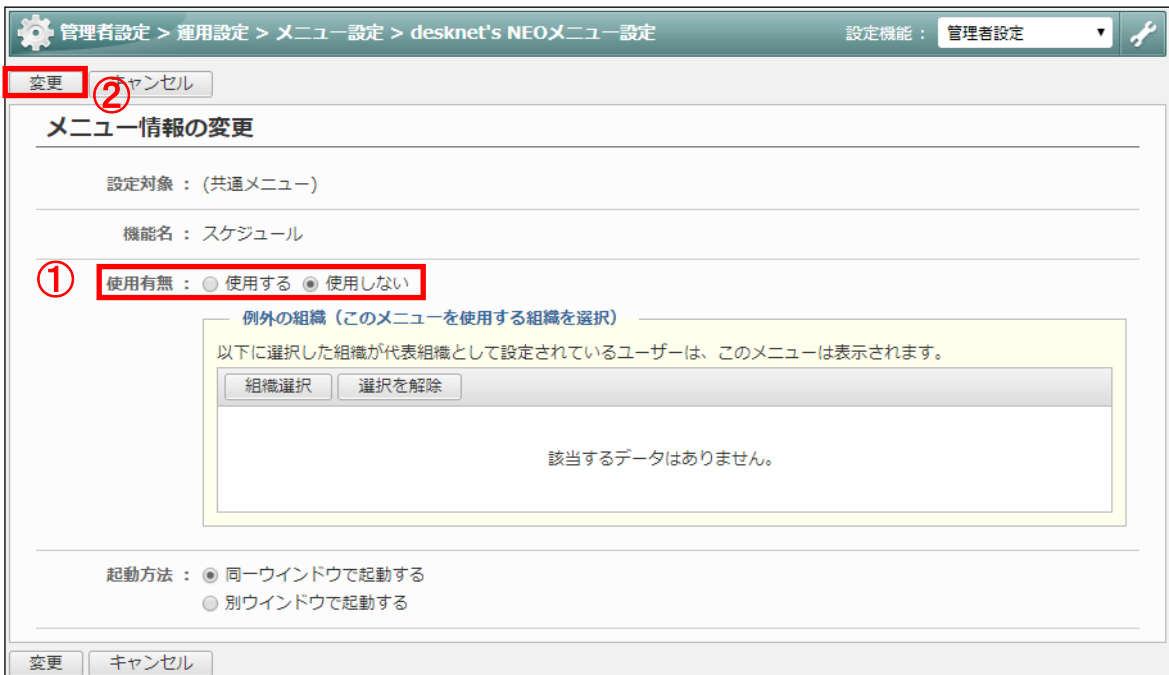 管理者設定 > 運用設定 > メニュー設定 > desknet's NEOメニュー設定 設定機能： 管理者設定
変更 キャンセル
②
メニュー情報の変更
設定対象 ： (共通メニュー)
機能名 ： スケジュール
① 使用有無 ： 使用する 使用しない
例外の組織（このメニューを使用する組織を選択）
以下に選択した組織が代表組織として設定されているユーザーは、このメニューは表示されます。
組織選択 選択を解除
該当するデータはありません。
起動方法 ： 同一ウインドウで起動する
別ウインドウで起動する
変更 キャンセル